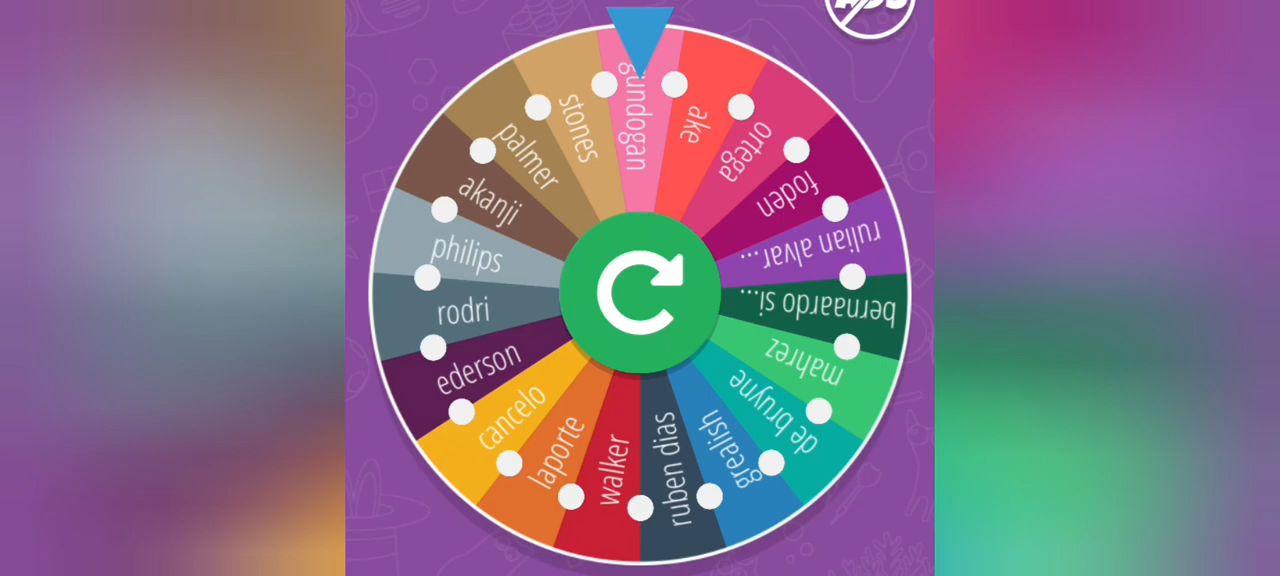 gundogan
ake
ortega
foden
rulian alvar...
bernaardo si...
mahrez
de bruyne
grealish
ruben dias
walker
laporte
cancelo
ederson
rodri
philips
akanji
palmer
stones